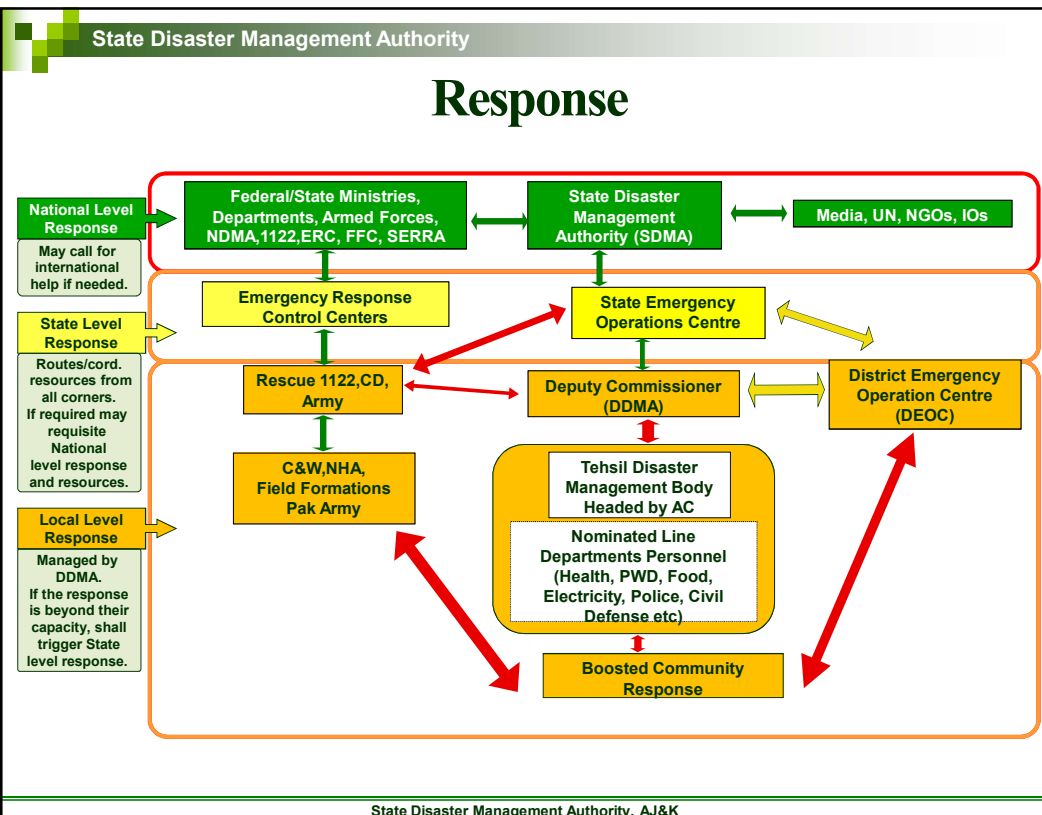 State Disaster Management Authority
Response
National Level
Response
May call for
international
help if needed.
Federal/State Ministries,
Departments, Armed Forces,
NDMA,1122,ERC, FFC, SERRA
State Disaster
Management
Authority (SDMA)
Media, UN, NGOs, IOs
State Level
Response
Routes/cord.
resources from
all corners.
If required may
requisite
National
level response
and resources.
Emergency Response
Control Centers
State Emergency
Operations Centre
Local Level
Response
Managed by
DDMA.
If the response
is beyond their
capacity, shall
trigger State
level response.
Rescue 1122,CD,
Army
Deputy Commissioner
(DDMA)
District Emergency
Operation Centre
(DEOC)
C&W,NHA,
Field Formations
Pak Army
Tehsil Disaster
Management Body
Headed by AC
Nominated Line
Departments Personnel
(Health, PWD, Food,
Electricity, Police, Civil
Defense etc)
Boosted Community
Response
State Disaster Management Authority, AJ&K